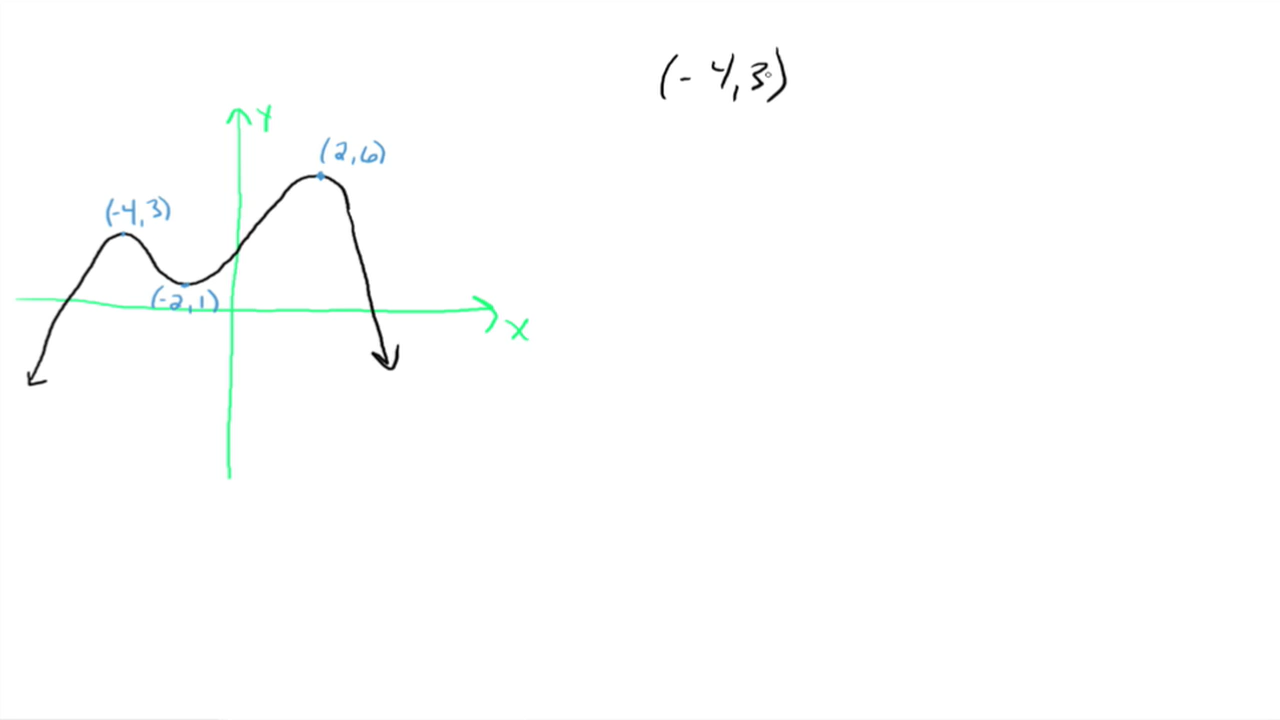 (-4,3)
Y
(2,6)
(-4,3)
(-2,1)
X